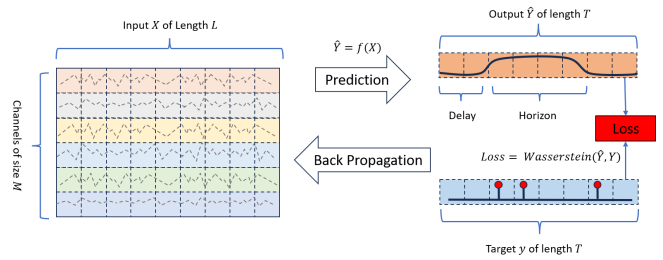 Input X of Length L
Output Ŷ of length T
Ŷ = f(X)
Prediction
Delay
Horizon
Channels of size M
Loss
Back Propagation
Loss = Wasserstein(Ŷ, Y)
Target y of length T